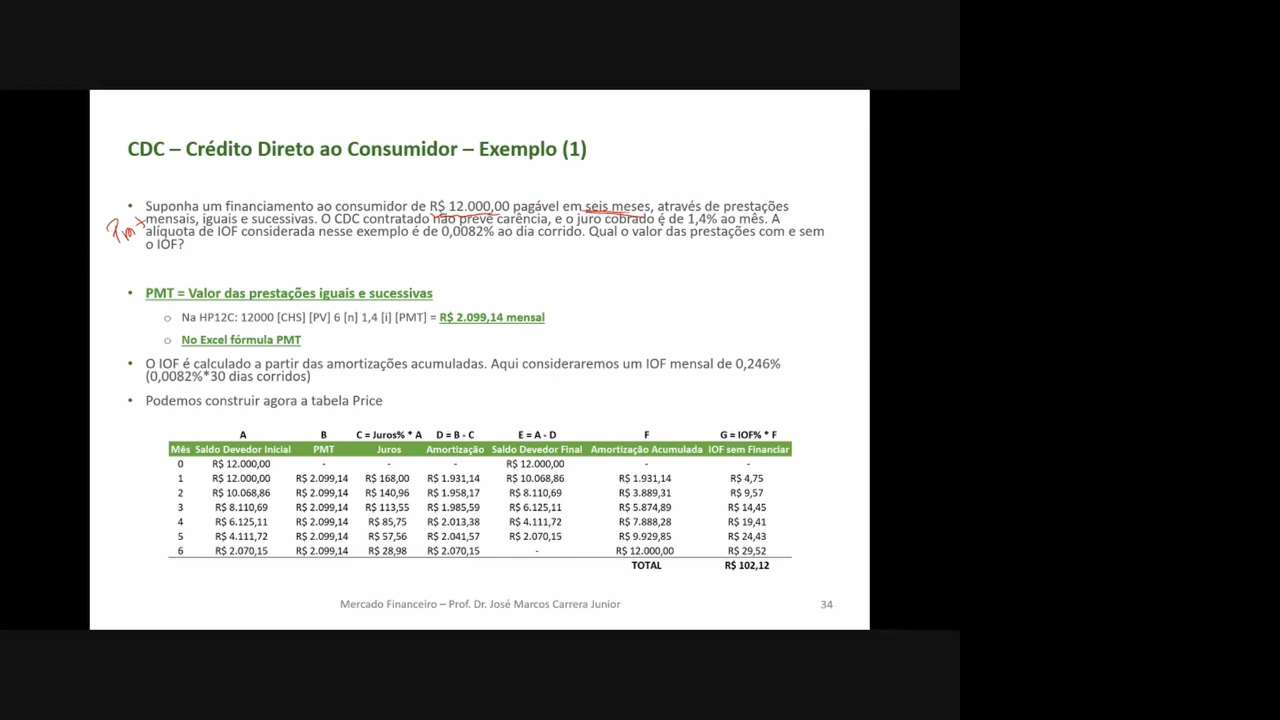 CDC – Crédito Direto ao Consumidor – Exemplo (1)
• Suponha um financiamento ao consumidor de R$ 12.000,00 pagável em seis meses, através de prestações
mensais, iguais e sucessivas. O CDC contratado não prevê carência, e o juro cobrado é de 1,4% ao mês. A
Pmt
alíquota de IOF considerada nesse exemplo é de 0,0082% ao dia corrido. Qual o valor das prestações com e sem
o IOF?
• PMT = Valor das prestações iguais e sucessivas
o Na HP12C: 12000 [CHS] [PV] 6 [n] 1,4 [i] [PMT] = R$ 2.099,14 mensal
o No Excel fórmula PMT
• O IOF é calculado a partir das amortizações acumuladas. Aqui consideraremos um IOF mensal de 0,246%
(0,0082%*30 dias corridos)
• Podemos construir agora a tabela Price
A B C = Juros% * A D = B - C E = A - D F G = IOF% * F
Mês Saldo Devedor Inicial PMT Juros Amortização Saldo Devedor Final Amortização Acumulada IOF sem Financiar
0 R$ 12.000,00 - - - R$ 12.000,00 - -
1 R$ 12.000,00 R$ 2.099,14 R$ 168,00 R$ 1.931,14 R$ 10.068,86 R$ 1.931,14 R$ 4,75
2 R$ 10.068,86 R$ 2.099,14 R$ 140,96 R$ 1.958,17 R$ 8.110,69 R$ 3.889,31 R$ 9,57
3 R$ 8.110,69 R$ 2.099,14 R$ 113,55 R$ 1.985,59 R$ 6.125,11 R$ 5.874,89 R$ 14,45
4 R$ 6.125,11 R$ 2.099,14 R$ 85,75 R$ 2.013,38 R$ 4.111,72 R$ 7.888,28 R$ 19,41
5 R$ 4.111,72 R$ 2.099,14 R$ 57,56 R$ 2.041,57 R$ 2.070,15 R$ 9.929,85 R$ 24,43
6 R$ 2.070,15 R$ 2.099,14 R$ 28,98 R$ 2.070,15 - R$ 12.000,00 R$ 29,52
TOTAL R$ 102,12
Mercado Financeiro – Prof. Dr. José Marcos Carrera Junior 34